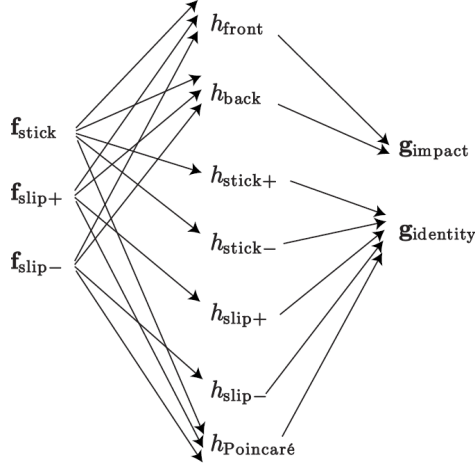 f_stick
f_slip+
f_slip−
h_front
h_back
h_stick+
h_stick−
h_slip+
h_slip−
h_Poincaré
g_impact
g_identity